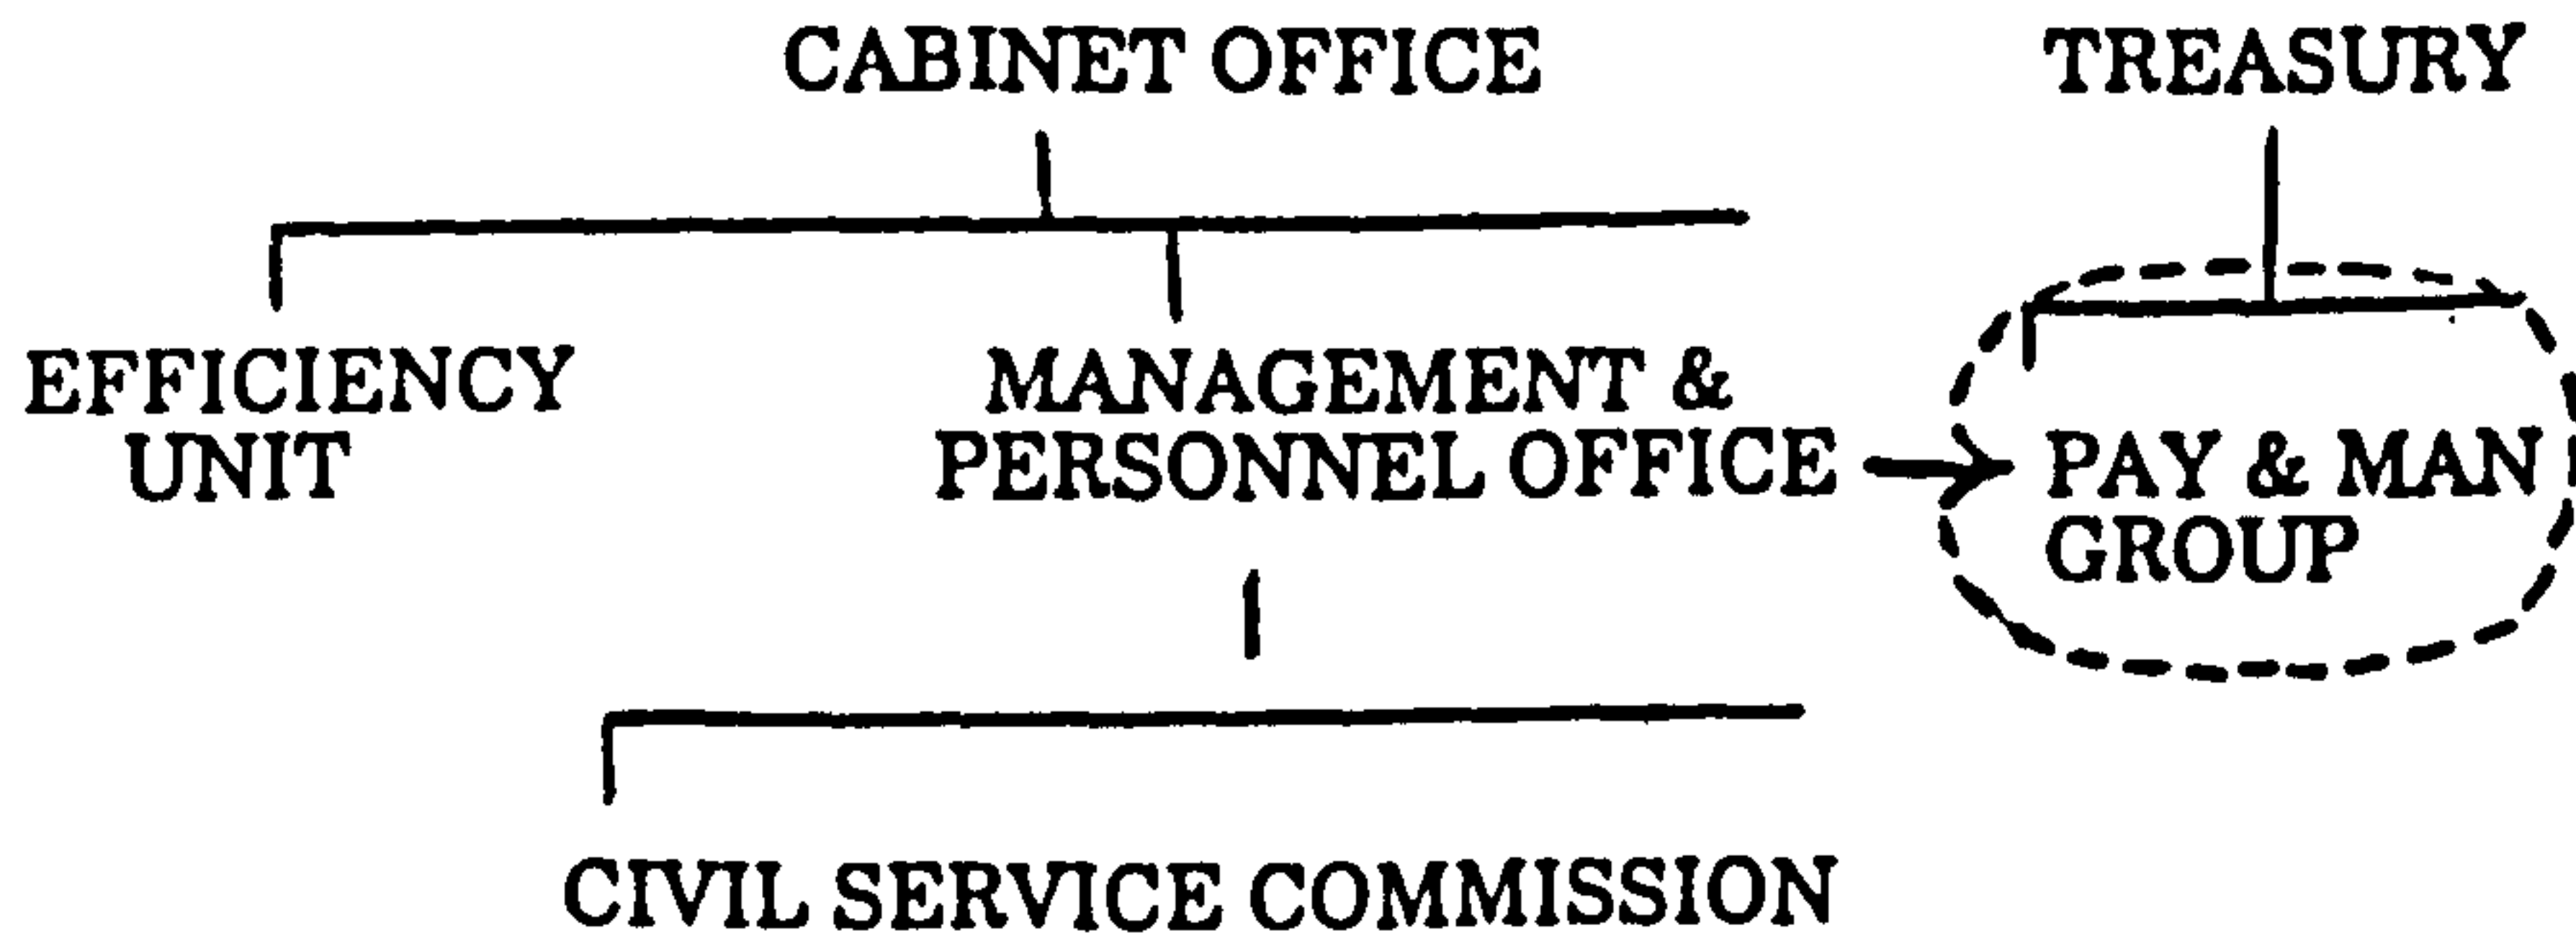 CABINET OFFICE
TREASURY
EFFICIENCY
UNIT
MANAGEMENT &
PERSONNEL OFFICE
PAY & MAN
GROUP
CIVIL SERVICE COMMISSION